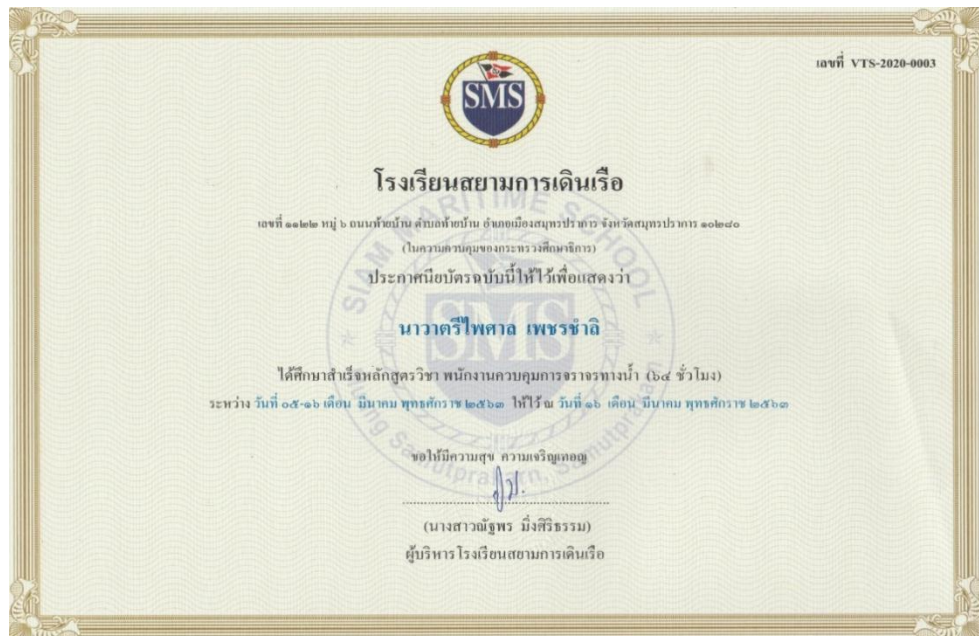 เลขที่ VTS-2020-0003
SMS
โรงเรียนสยามการเดินเรือ
เลขที่ ๑๑๒๒ หมู่ ๖ ถนนท้ายบ้าน ตำบลท้ายบ้าน อำเภอเมืองสมุทรปราการ จังหวัดสมุทรปราการ ๑๐๒๘๐
(ในความควบคุมของกระทรวงศึกษาธิการ)
ประกาศนียบัตรฉบับนี้ให้ไว้เพื่อแสดงว่า
นาวาตรีไพศาล เพชรชำลิ
ได้ศึกษาสำเร็จหลักสูตรวิชา พนักงานควบคุมการจราจรทางน้ำ (๖๔ ชั่วโมง)
ระหว่าง วันที่ ๐๕-๑๖ เดือน มีนาคม พุทธศักราช ๒๕๖๓ ให้ไว้ ณ วันที่ ๑๖ เดือน มีนาคม พุทธศักราช ๒๕๖๓
ขอให้มีความสุข ความเจริญเทอญ
(นางสาวณัฐพร มิ่งศิริธรรม)
ผู้บริหารโรงเรียนสยามการเดินเรือ
SIAM MARITIME SCHOOL
SMS
Samutprakarn,